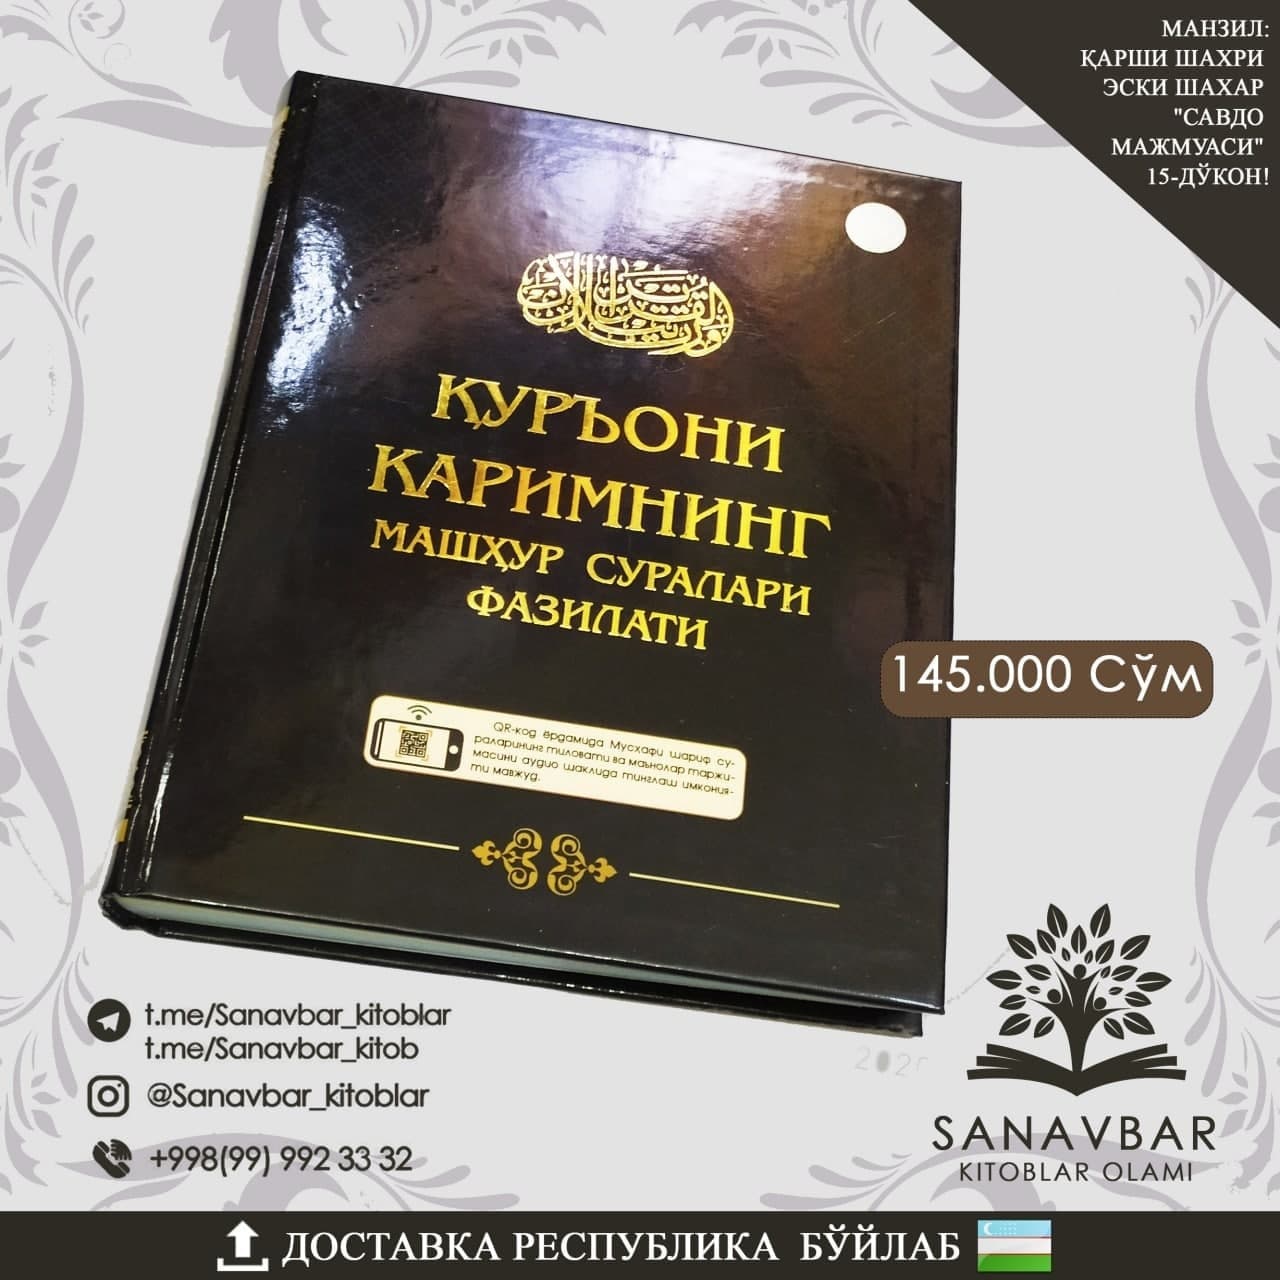 МАНЗИЛ:
ҚАРШИ ШАХРИ
ЭСКИ ШАХАР
"САВДО
МАЖМУАСИ"
15-ДЎКОН!
ҚУРЪОНИ
КАРИМНИНГ
МАШҲУР СУРАЛАРИ
ФАЗИЛАТИ
145.000 Сўм
QR-код ёрдамида Мусхафи шариф су-
раларининг тиловати ва маънолар таржи-
масини аудио шаклида тинглаш имкония-
ти мавжуд.
t.me/Sanavbar_kitoblar
t.me/Sanavbar_kitob
@Sanavbar_kitoblar
+998(99) 992 33 32
SANAVBAR
KITOBLAR OLAMI
ДОСТАВКА РЕСПУБЛИКА БЎЙЛАБ